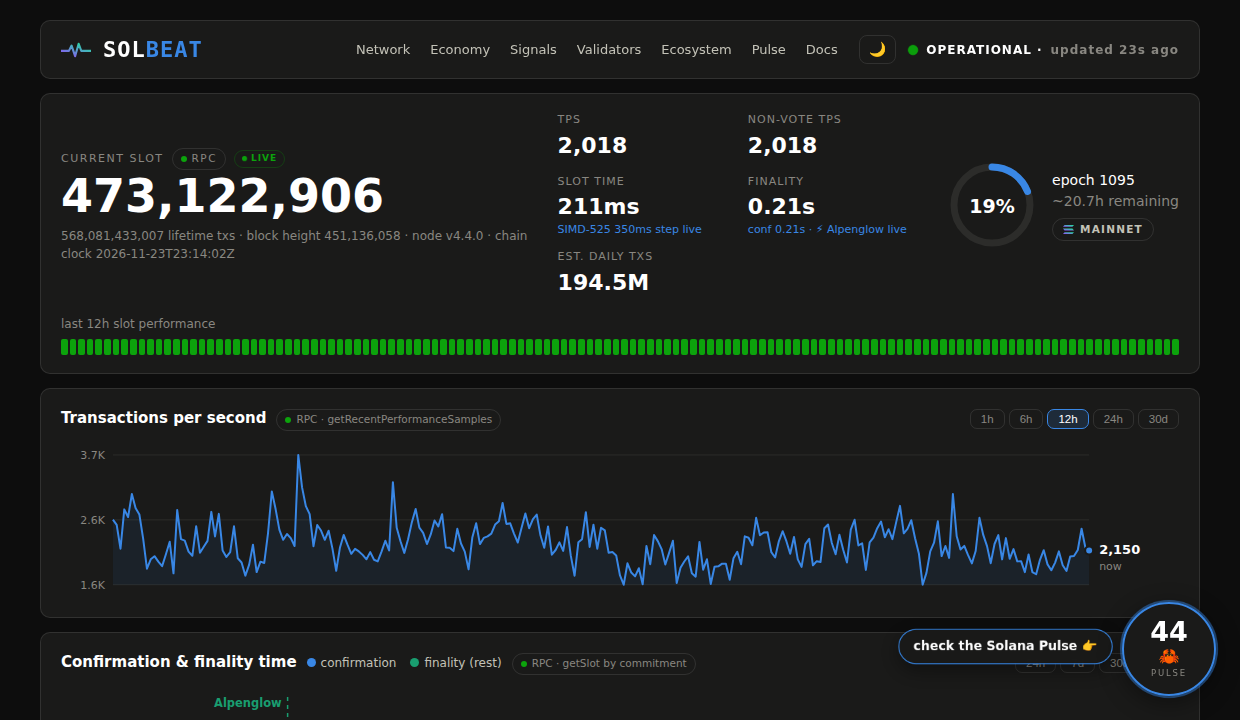 SOLBEAT
Network Economy Signals Validators Ecosystem Pulse Docs
OPERATIONAL · updated 23s ago
CURRENT SLOT RPC LIVE
473,122,906
568,081,433,007 lifetime txs · block height 451,136,058 · node v4.4.0 · chain
clock 2026-11-23T23:14:02Z
TPS
2,018
NON-VOTE TPS
2,018
SLOT TIME
211ms
SIMD-525 350ms step live
FINALITY
0.21s
conf 0.21s · ⚡ Alpenglow live
EST. DAILY TXS
194.5M
19%
epoch 1095
~20.7h remaining
MAINNET
last 12h slot performance
Transactions per second RPC · getRecentPerformanceSamples
1h 6h 12h 24h 30d
3.7K
2.6K
1.6K
2,150
now
Confirmation & finality time confirmation finality (rest) RPC · getSlot by commitment
check the Solana Pulse 👉
44
🦀
PULSE
Alpenglow